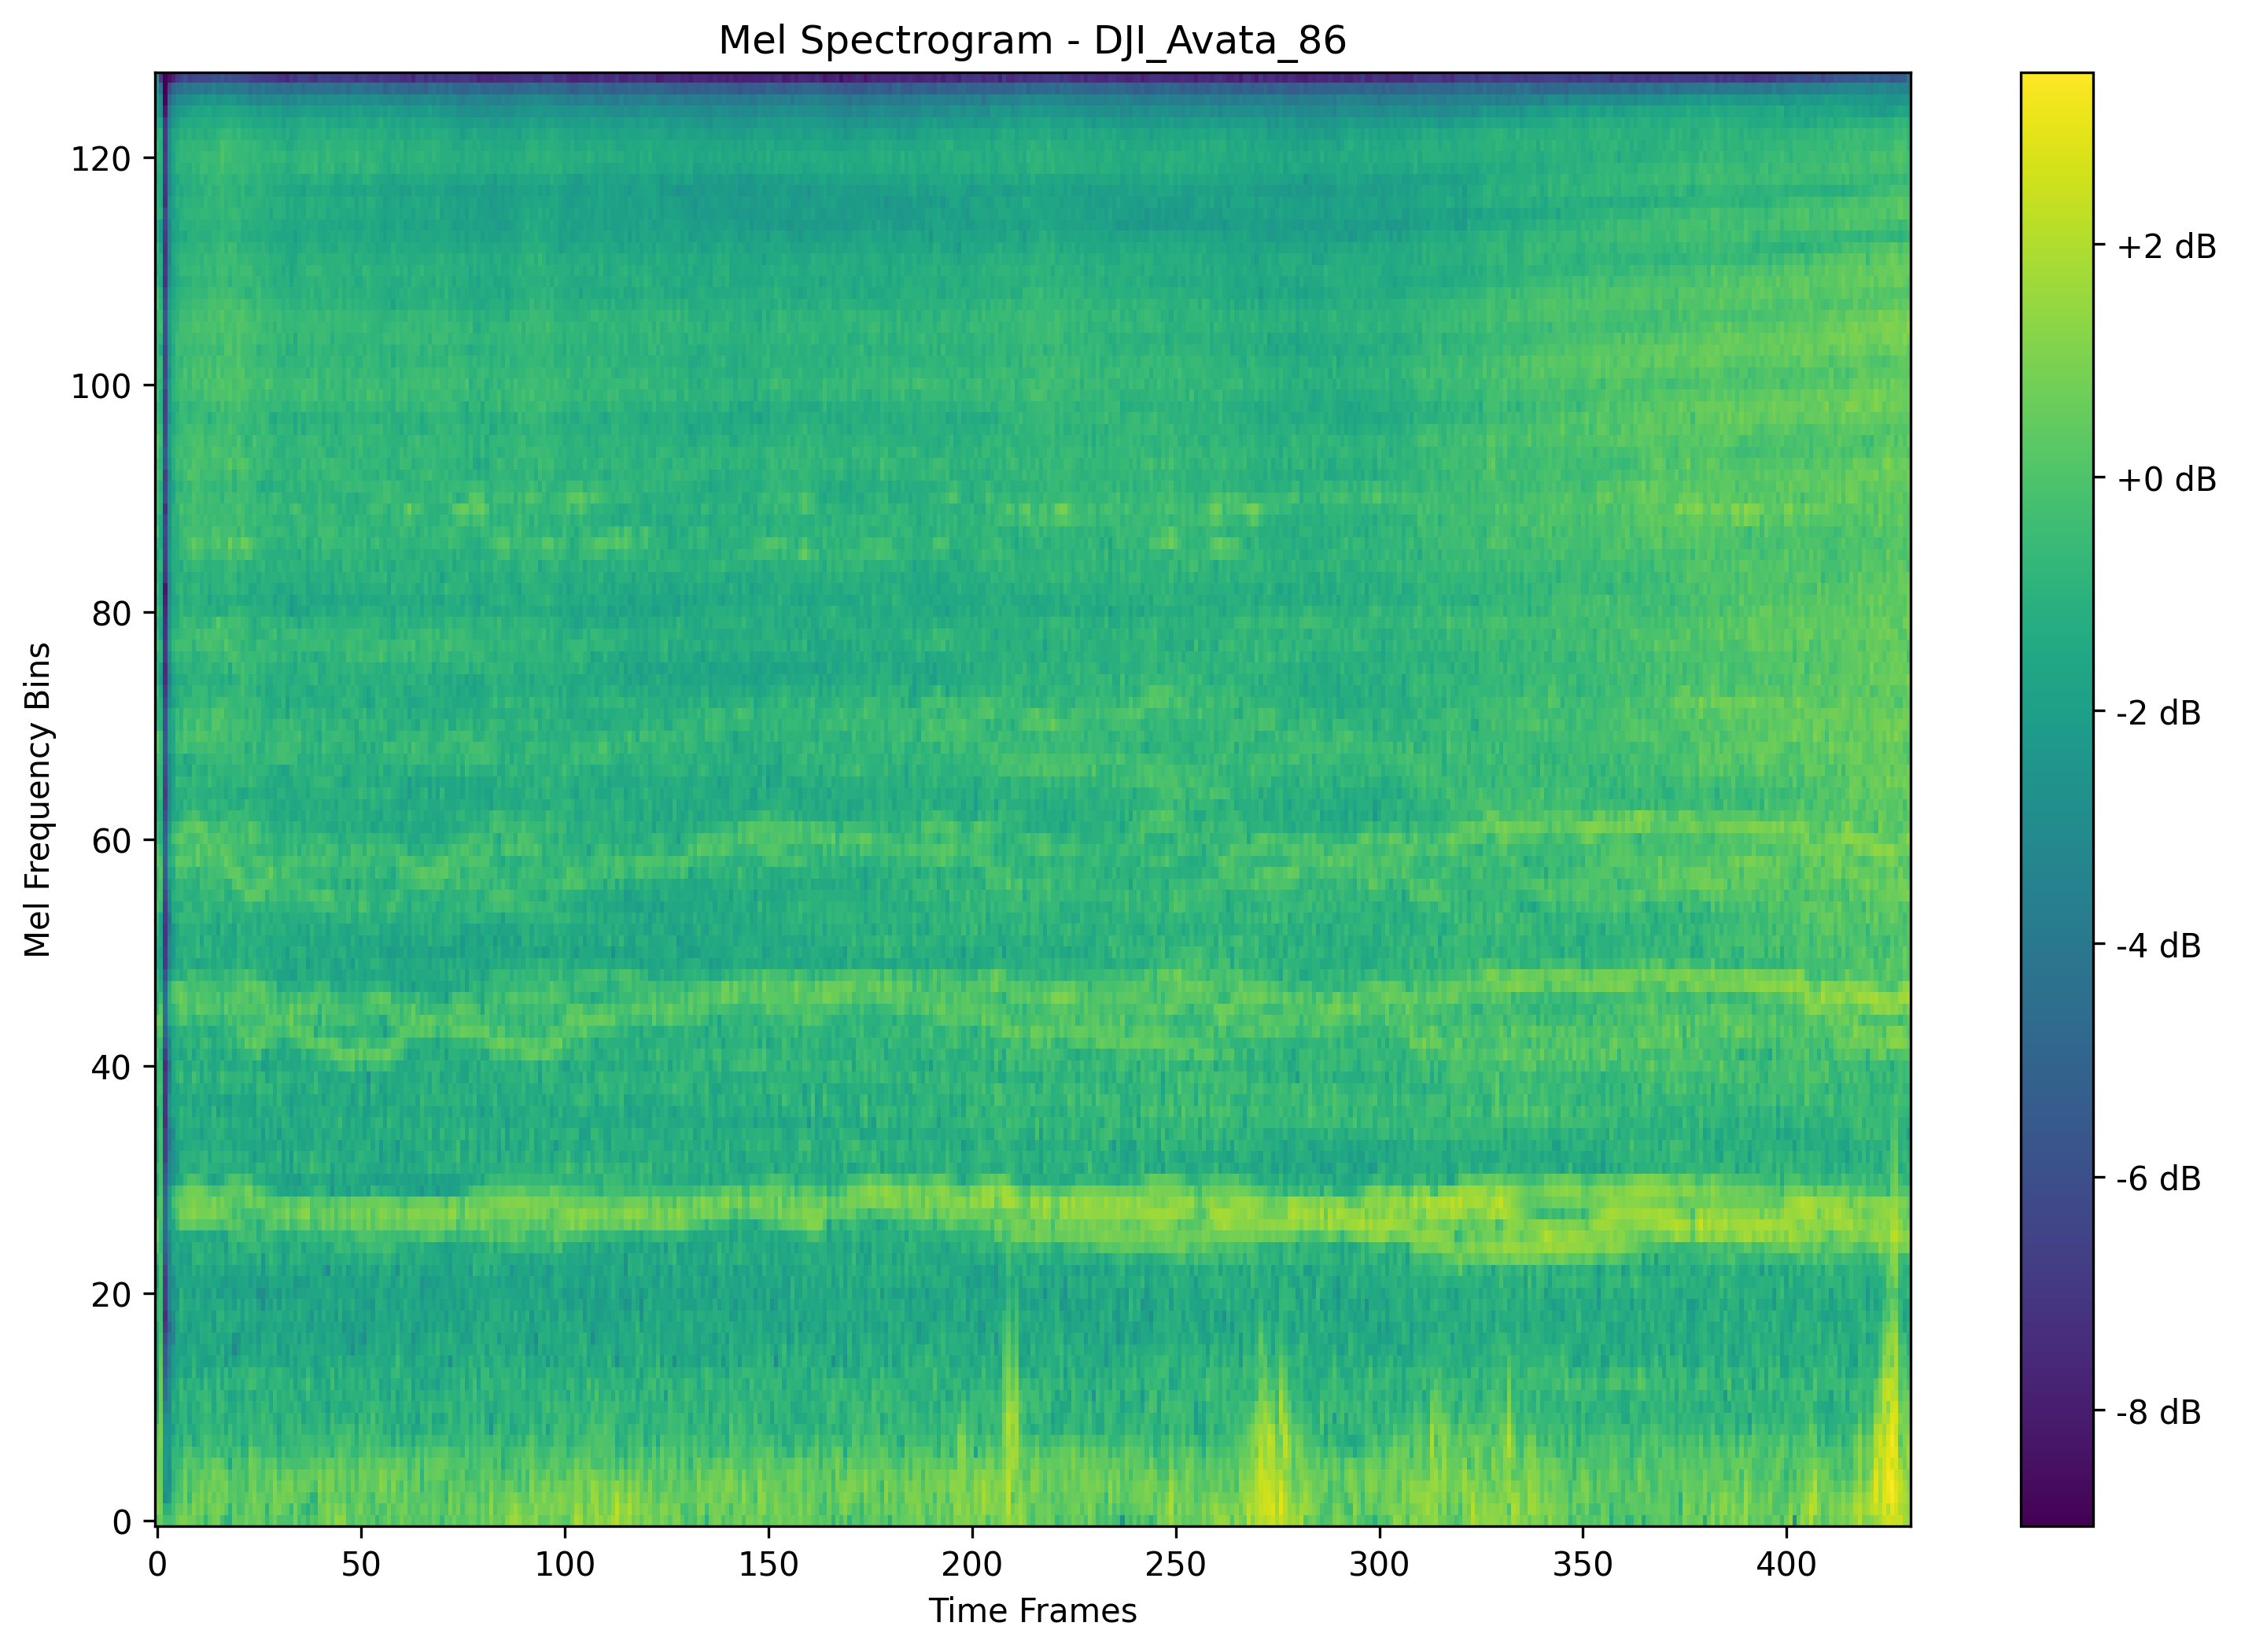 Mel Spectrogram - DJI_Avata_86
Mel Frequency Bins
120
100
80
60
40
20
0
0 50 100 150 200 250 300 350 400
Time Frames
+2 dB
+0 dB
-2 dB
-4 dB
-6 dB
-8 dB